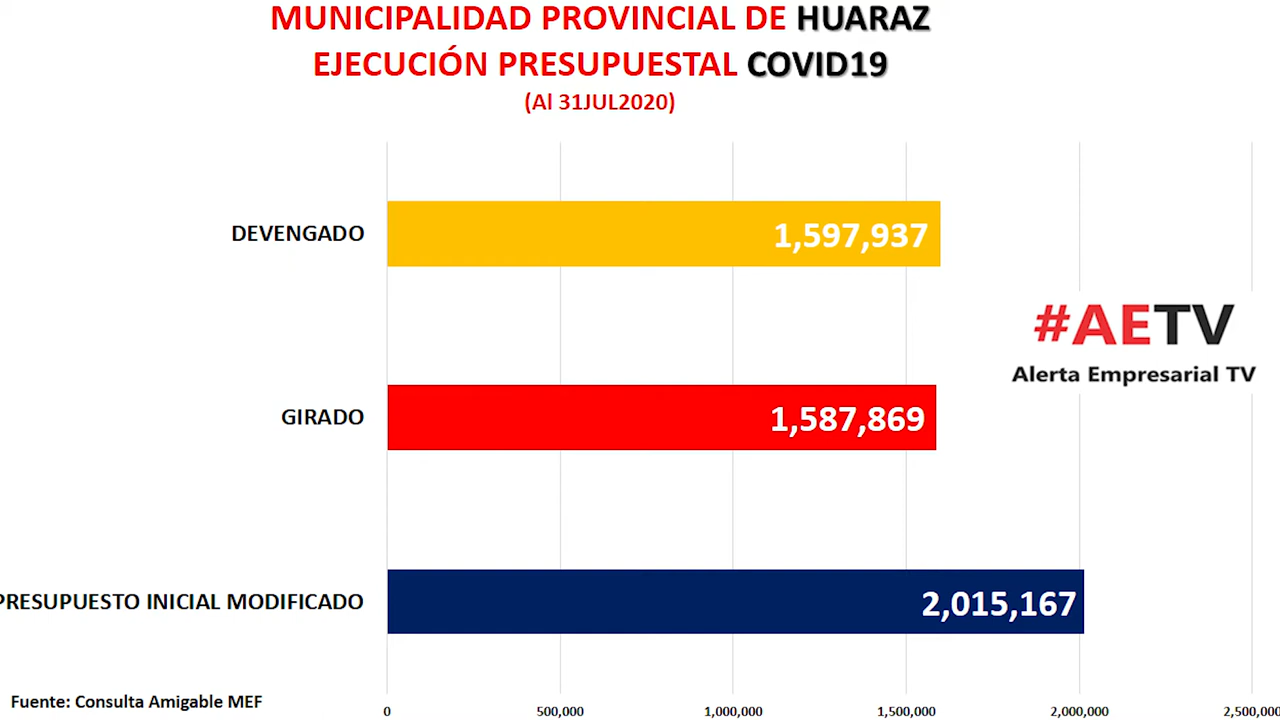 MUNICIPALIDAD PROVINCIAL DE HUARAZ
EJECUCIÓN PRESUPUESTAL COVID19
(Al 31JUL2020)
DEVENGADO
1,597,937
#AETV
Alerta Empresarial TV
GIRADO
1,587,869
PRESUPUESTO INICIAL MODIFICADO
2,015,167
Fuente: Consulta Amigable MEF
0 500,000 1,000,000 1,500,000 2,000,000 2,500,000